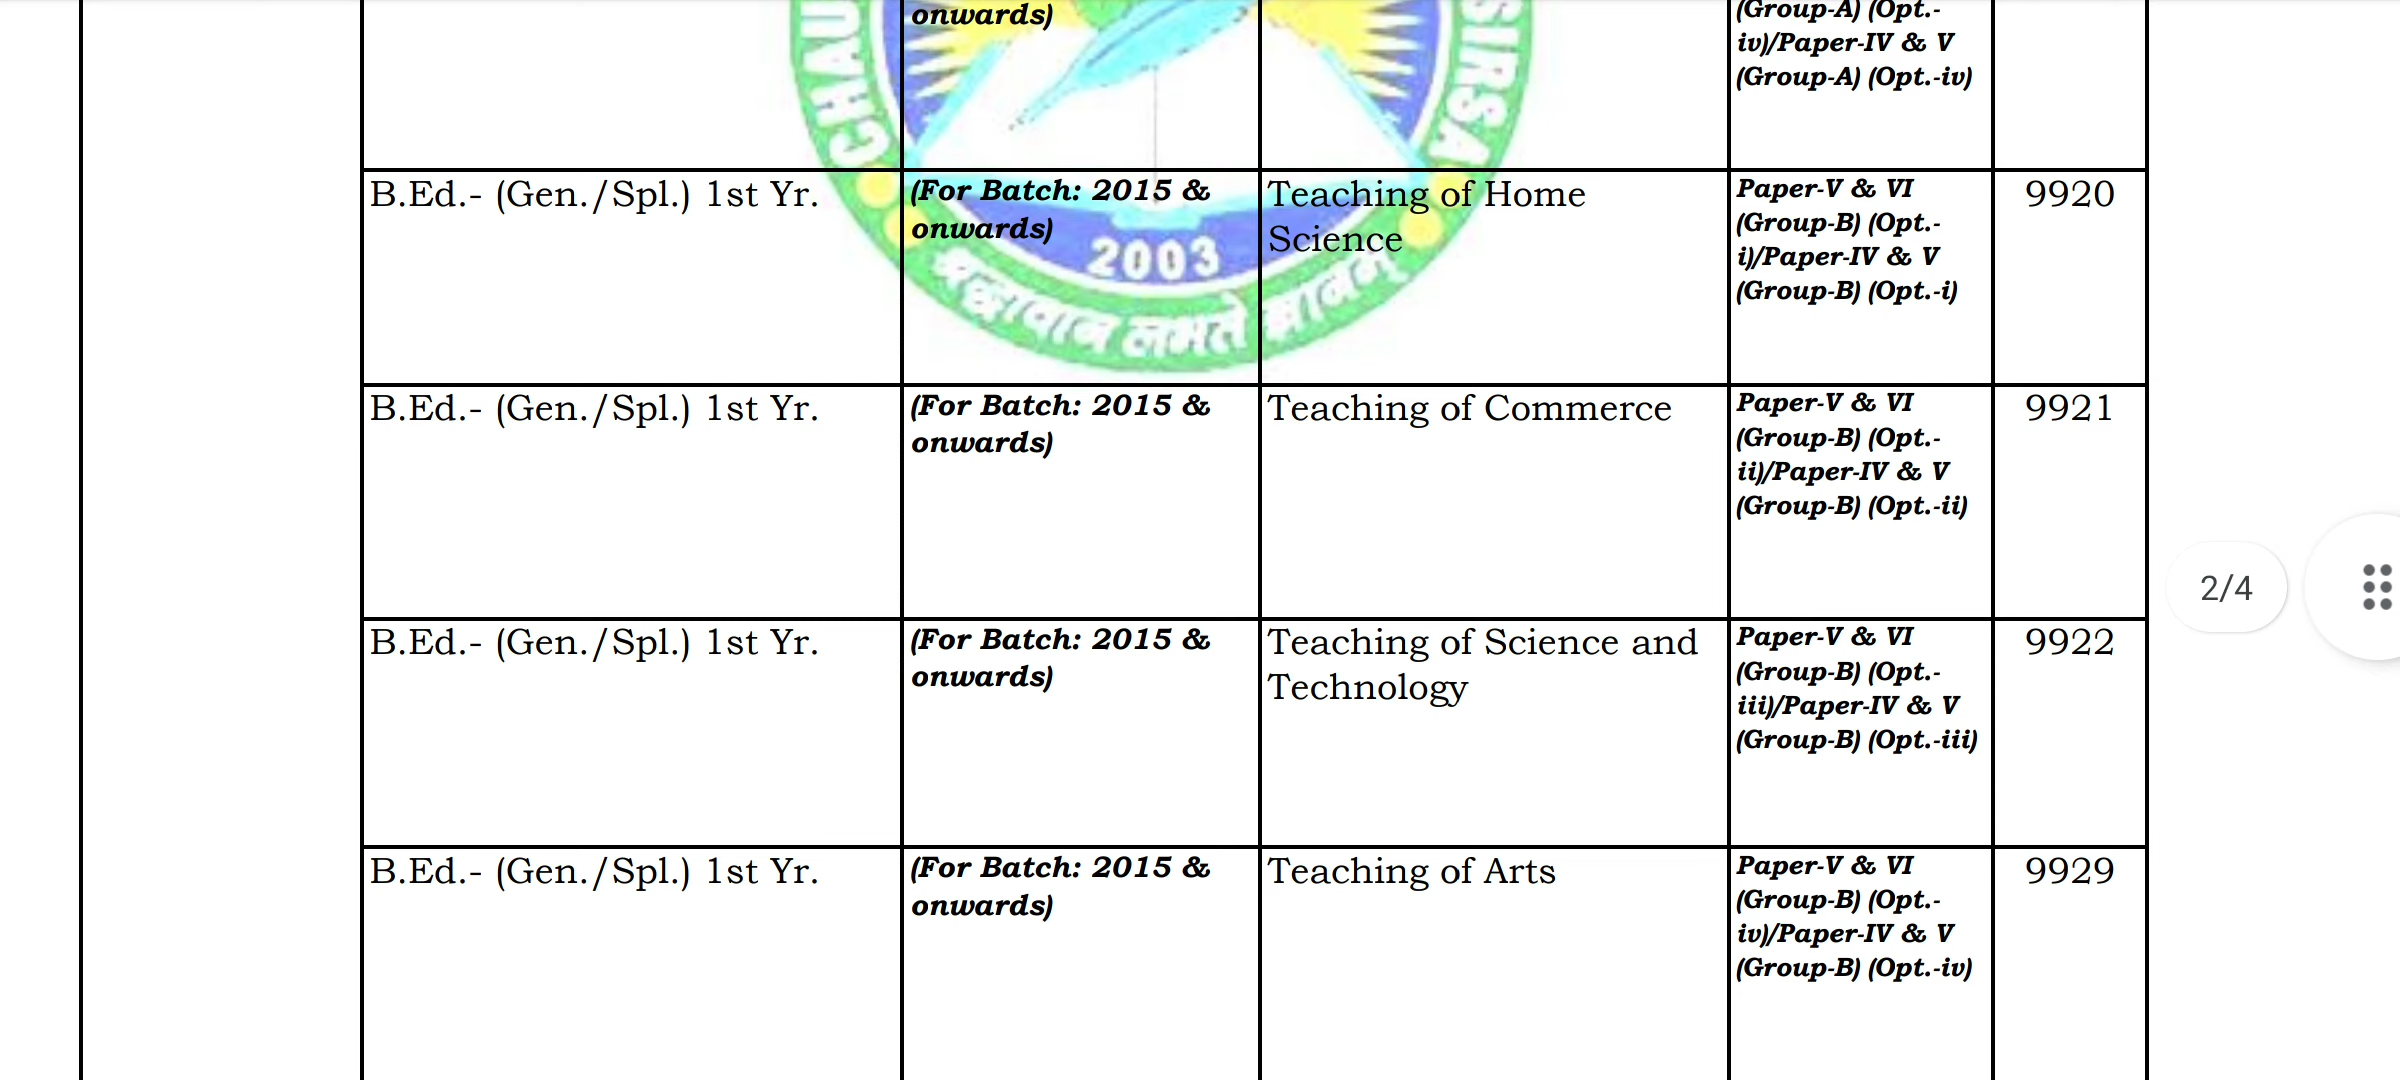 onwards)
(Group-A) (Opt.-
iv)/Paper-IV & V
(Group-A) (Opt.-iv)
SIRSA
B.Ed.- (Gen./Spl.) 1st Yr.
(For Batch: 2015 &
onwards)
Teaching of Home
Science
Paper-V & VI
(Group-B) (Opt.-
i)/Paper-IV & V
(Group-B) (Opt.-i)
9920
2003
B.Ed.- (Gen./Spl.) 1st Yr.
(For Batch: 2015 &
onwards)
Teaching of Commerce
Paper-V & VI
(Group-B) (Opt.-
ii)/Paper-IV & V
(Group-B) (Opt.-ii)
9921
2/4
B.Ed.- (Gen./Spl.) 1st Yr.
(For Batch: 2015 &
onwards)
Teaching of Science and
Technology
Paper-V & VI
(Group-B) (Opt.-
iii)/Paper-IV & V
(Group-B) (Opt.-iii)
9922
B.Ed.- (Gen./Spl.) 1st Yr.
(For Batch: 2015 &
onwards)
Teaching of Arts
Paper-V & VI
(Group-B) (Opt.-
iv)/Paper-IV & V
(Group-B) (Opt.-iv)
9929